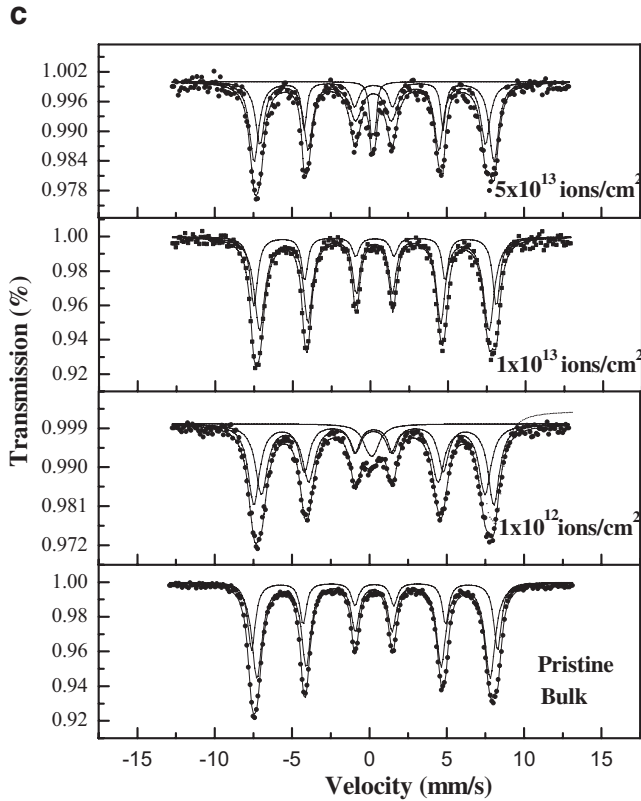 c
1.002
0.996
0.990
0.984
0.978
5x10¹³ ions/cm²
1.00
0.98
0.96
0.94
0.92
1x10¹³ ions/cm²
0.999
0.990
0.981
0.972
1x10¹² ions/cm²
1.00
0.98
0.96
0.94
0.92
Pristine
Bulk
Transmission (%)
-15 -10 -5 0 5 10 15
Velocity (mm/s)